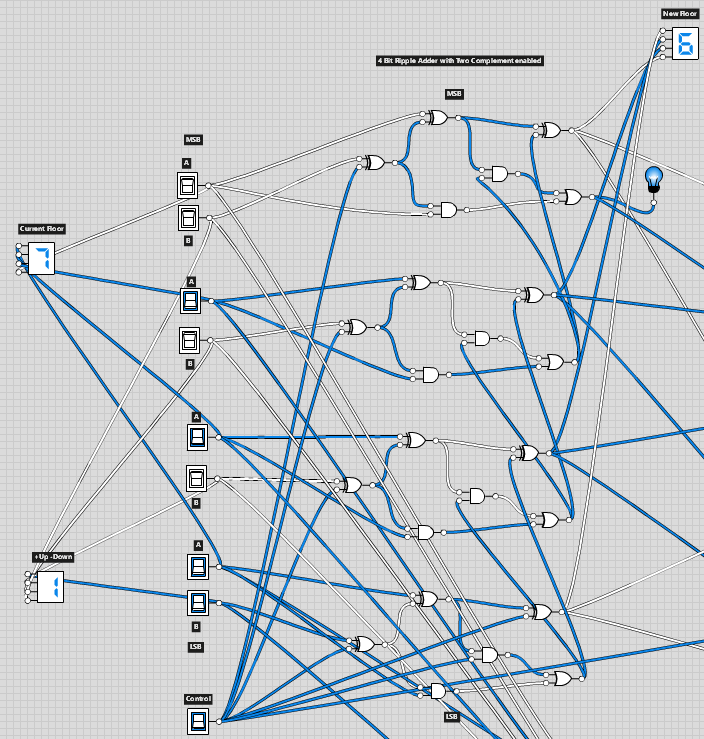 New Floor
6
4 Bit Ripple Adder with Two Complement enabled
MSB
MSB
A
B
Current Floor
7
A
B
A
B
+Up -Down
1
A
B
LSB
Control
LSB